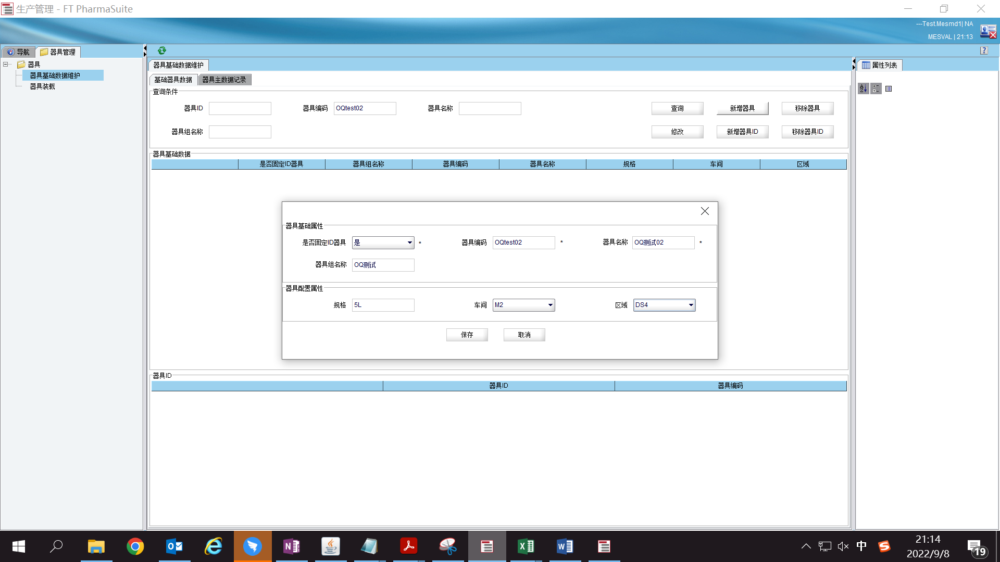 生产管理 - FT PharmaSuite
---Test.Mesmd1| NA
MESVAL | 21:13
导航
器具管理
器具
器具基础数据维护
器具装载
器具基础数据维护
基础器具数据
器具主数据记录
查询条件
器具ID
器具编码 OQtest02
器具名称
查询
新增器具
移除器具
器具组名称
修改
新增器具ID
移除器具ID
器具基础数据
是否固定ID器具 器具组名称 器具编码 器具名称 规格 车间 区域
器具基础属性
是否固定ID器具 是 *
器具编码 OQtest02 *
器具名称 OQ测试02 *
器具组名称 OQ测试
器具配置属性
规格 5L
车间 M2
区域 DS4
保存
取消
器具ID
器具ID 器具编码
属性列表
中
21:14
2022/9/8
19